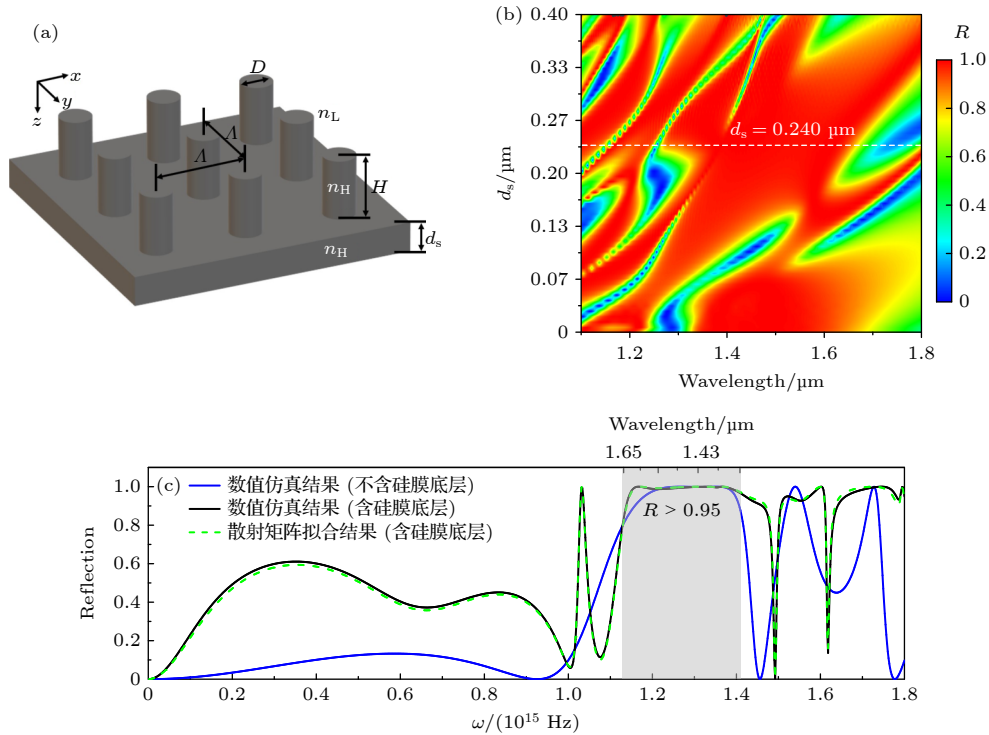 (a)
D
x
y
z
n_L
Λ
Λ
n_H
H
d_s
n_H
(b)
0.40
0.33
0.27
0.20
0.13
0.07
0
d_s/μm
d_s = 0.240 μm
1.2
1.4
1.6
1.8
Wavelength/μm
R
1.0
0.8
0.6
0.4
0.2
0
Wavelength/μm
1.65
1.43
(c)
数值仿真结果 (不含硅膜底层)
数值仿真结果 (含硅膜底层)
散射矩阵拟合结果 (含硅膜底层)
R > 0.95
1.0
0.8
0.6
0.4
0.2
0
Reflection
0
0.2
0.4
0.6
0.8
1.0
1.2
1.4
1.6
1.8
ω/(10¹⁵ Hz)